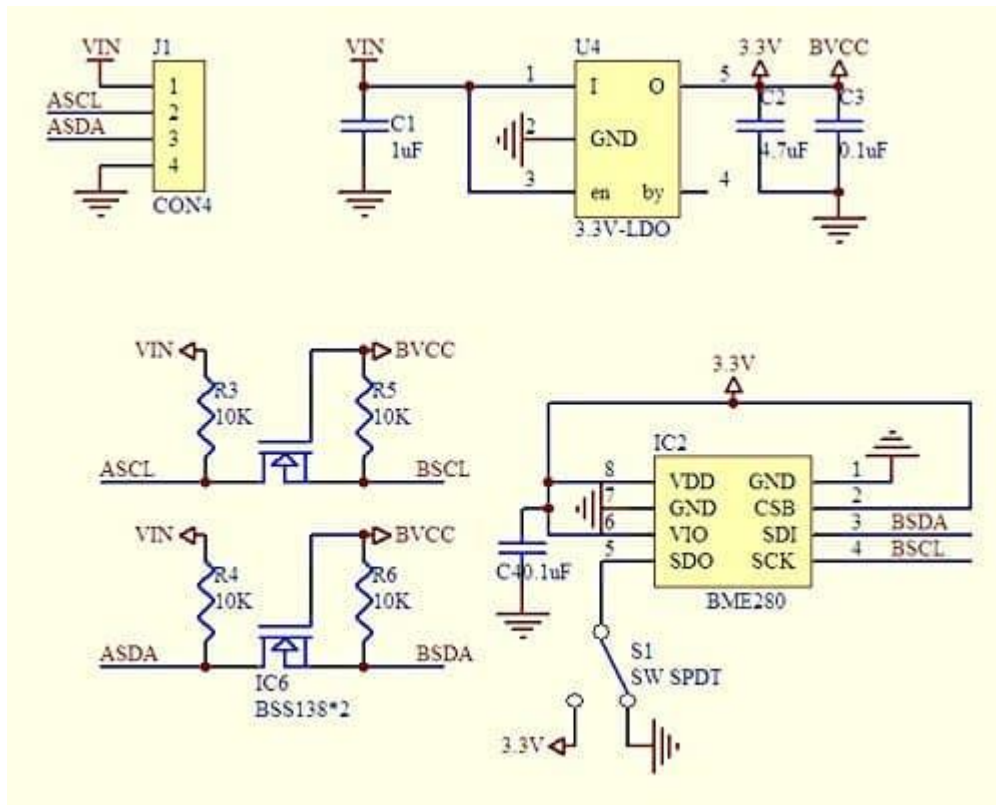 VIN
J1
1
ASCL
2
ASDA
3
4
CON4
VIN
C1
1uF
U4
1
I
O
5
2
GND
3
en
by
4
3.3V-LDO
3.3V
BVCC
C2
C3
4.7uF
0.1uF
VIN
BVCC
R3
10K
R5
10K
ASCL
BSCL
VIN
BVCC
R4
10K
R6
10K
ASDA
BSDA
IC6
BSS138*2
3.3V
IC2
8
VDD
GND
1
7
GND
CSB
2
6
VIO
SDI
3
BSDA
5
SDO
SCK
4
BSCL
C40.1uF
BME280
S1
SW SPDT
3.3V